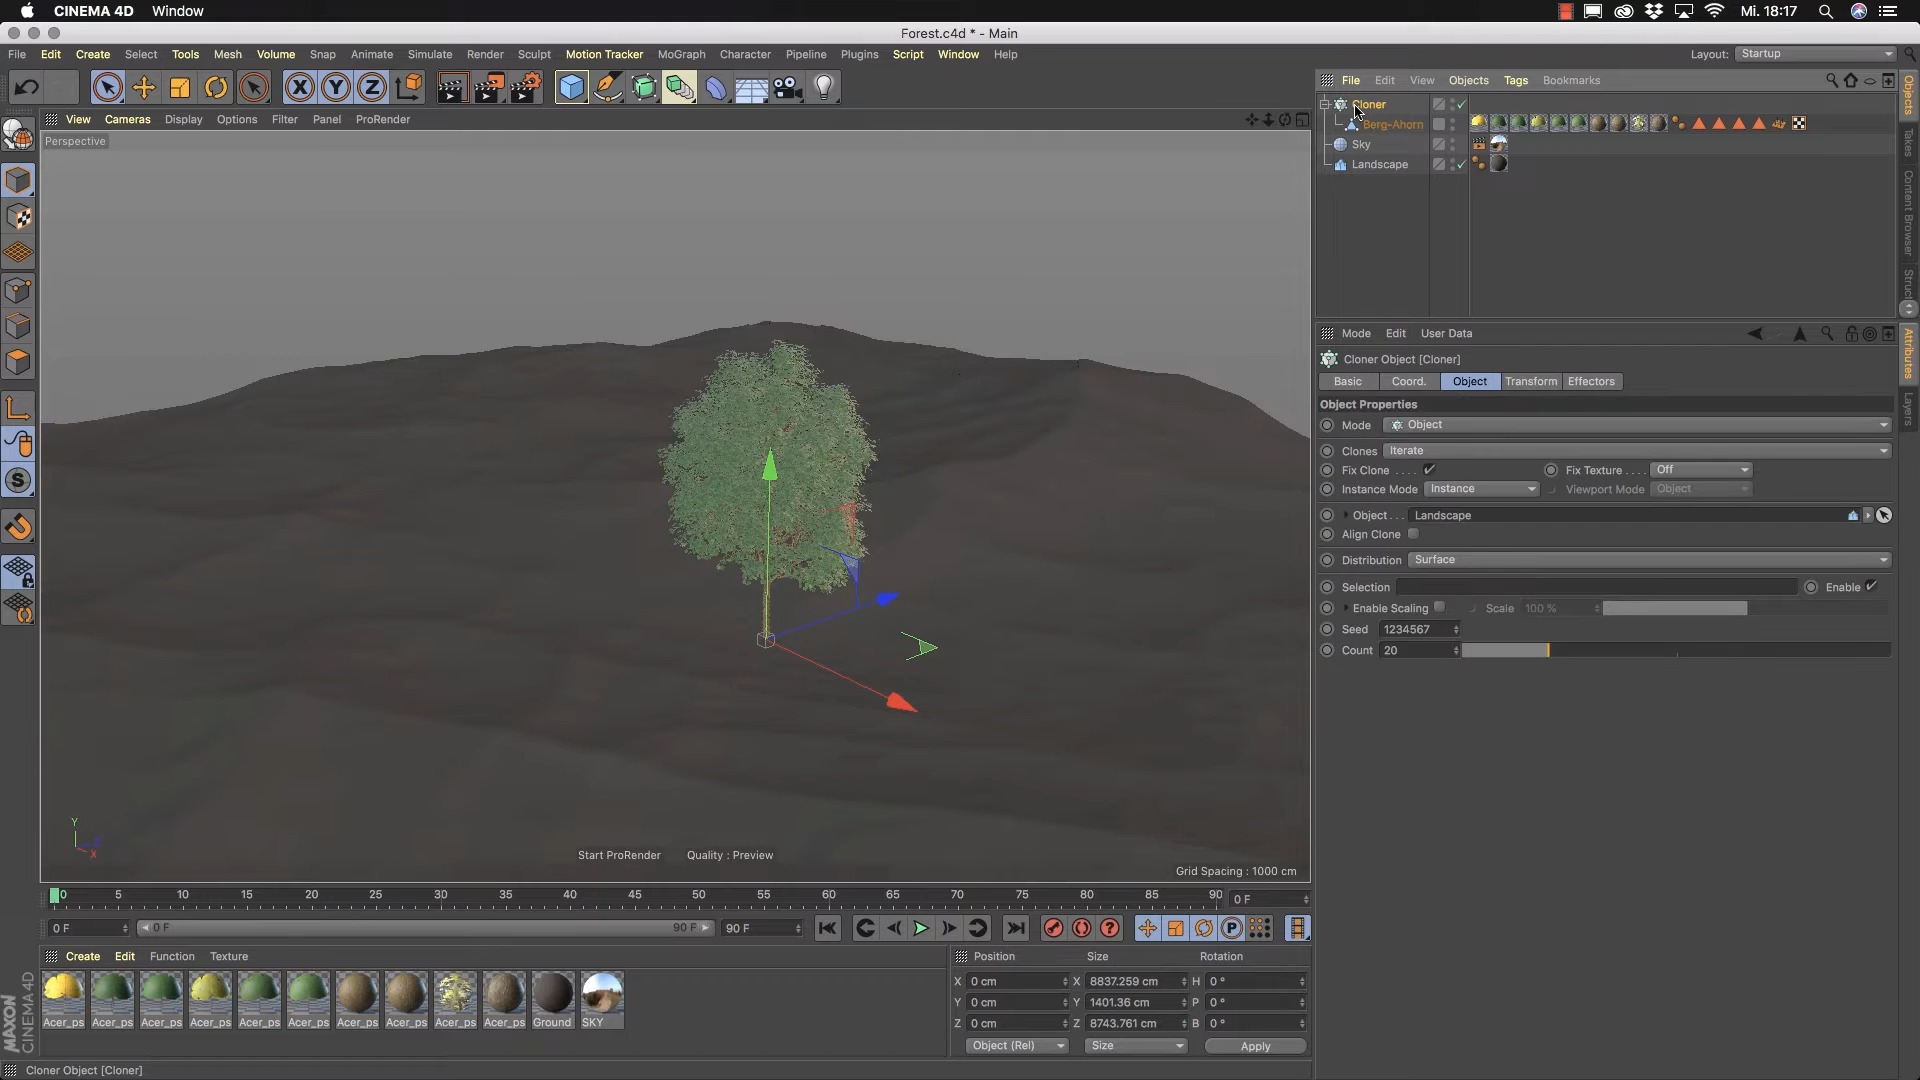 CINEMA 4D Window
Mi. 18:17
Forest.c4d * - Main
File Edit Create Select Tools Mesh Volume Snap Animate Simulate Render Sculpt Motion Tracker MoGraph Character Pipeline Plugins Script Window Help
Layout: Startup
X Y Z
View Cameras Display Options Filter Panel ProRender
Perspective
File Edit View Objects Tags Bookmarks
Cloner
Berg-Ahorn
Sky
Landscape
Objects
Takes
Content Browser
Struct
Mode Edit User Data
Attributes
Layers
Cloner Object [Cloner]
Basic Coord. Object Transform Effectors
Object Properties
Mode Object
Clones Iterate
Fix Clone . . . . Fix Texture . . . . Off
Instance Mode Instance Viewport Mode Object
Object . . . Landscape
Align Clone
Distribution Surface
Selection Enable
Enable Scaling Scale 100 %
Seed 1234567
Count 20
Y
X
Start ProRender Quality : Preview
Grid Spacing : 1000 cm
0 5 10 15 20 25 30 35 40 45 50 55 60 65 70 75 80 85 90
0 F
0 F 0 F 90 F 90 F
Create Edit Function Texture
Acer_ps Acer_ps Acer_ps Acer_ps Acer_ps Acer_ps Acer_ps Acer_ps Acer_ps Acer_ps Ground SKY
Position Size Rotation
X 0 cm X 8837.259 cm H 0 °
Y 0 cm Y 1401.36 cm P 0 °
Z 0 cm Z 8743.761 cm B 0 °
Object (Rel) Size Apply
MAXON
CINEMA 4D
Cloner Object [Cloner]